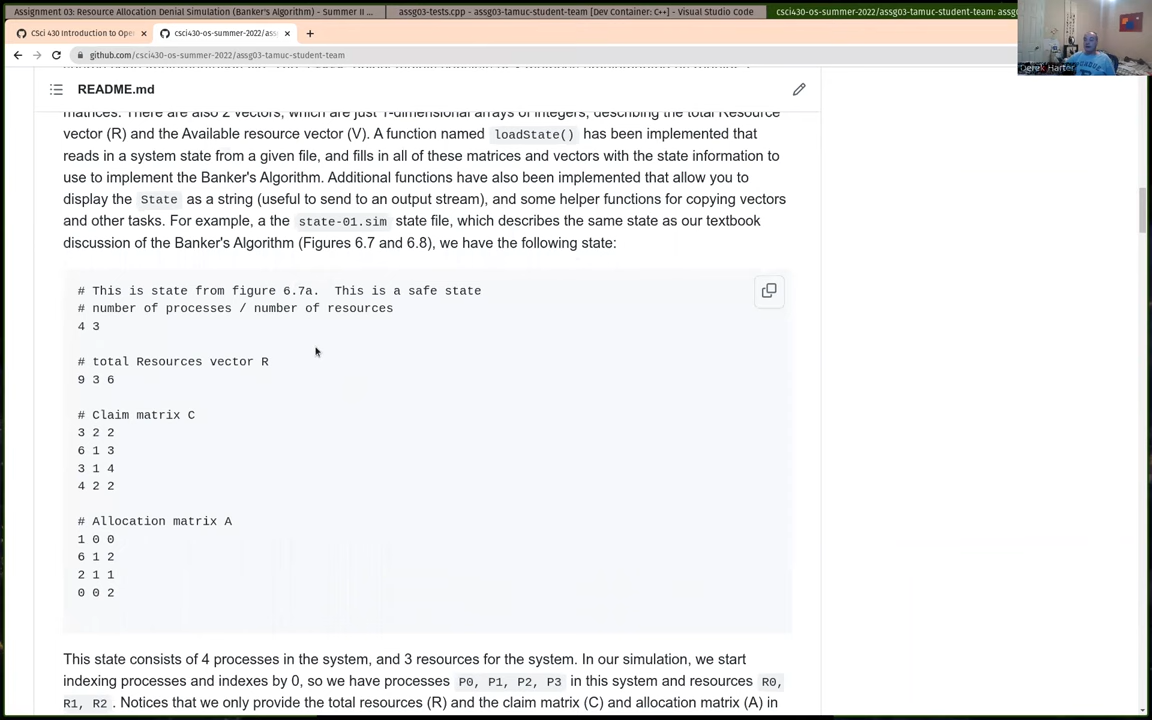 Assignment 03: Resource Allocation Denial Simulation (Banker's Algorithm) - Summer II ...
assg03-tests.cpp - assg03-tamuc-student-team [Dev Container: C++] - Visual Studio Code
csci430-os-summer-2022/assg03-tamuc-student-team: assg
CSci 430 Introduction to Ope
csci430-os-summer-2022/ass
github.com/csci430-os-summer-2022/assg03-tamuc-student-team
Derek Harter
README.md
matrices. There are also 2 vectors, which are just 1-dimensional arrays of integers, describing the total Resource
vector (R) and the Available resource vector (V). A function named loadState() has been implemented that
reads in a system state from a given file, and fills in all of these matrices and vectors with the state information to
use to implement the Banker's Algorithm. Additional functions have also been implemented that allow you to
display the State as a string (useful to send to an output stream), and some helper functions for copying vectors
and other tasks. For example, a the state-01.sim state file, which describes the same state as our textbook
discussion of the Banker's Algorithm (Figures 6.7 and 6.8), we have the following state:
# This is state from figure 6.7a.  This is a safe state
# number of processes / number of resources
4 3
# total Resources vector R
9 3 6
# Claim matrix C
3 2 2
6 1 3
3 1 4
4 2 2
# Allocation matrix A
1 0 0
6 1 2
2 1 1
0 0 2
This state consists of 4 processes in the system, and 3 resources for the system. In our simulation, we start
indexing processes and indexes by 0, so we have processes P0, P1, P2, P3 in this system and resources R0,
R1, R2 . Notices that we only provide the total resources (R) and the claim matrix (C) and allocation matrix (A) in